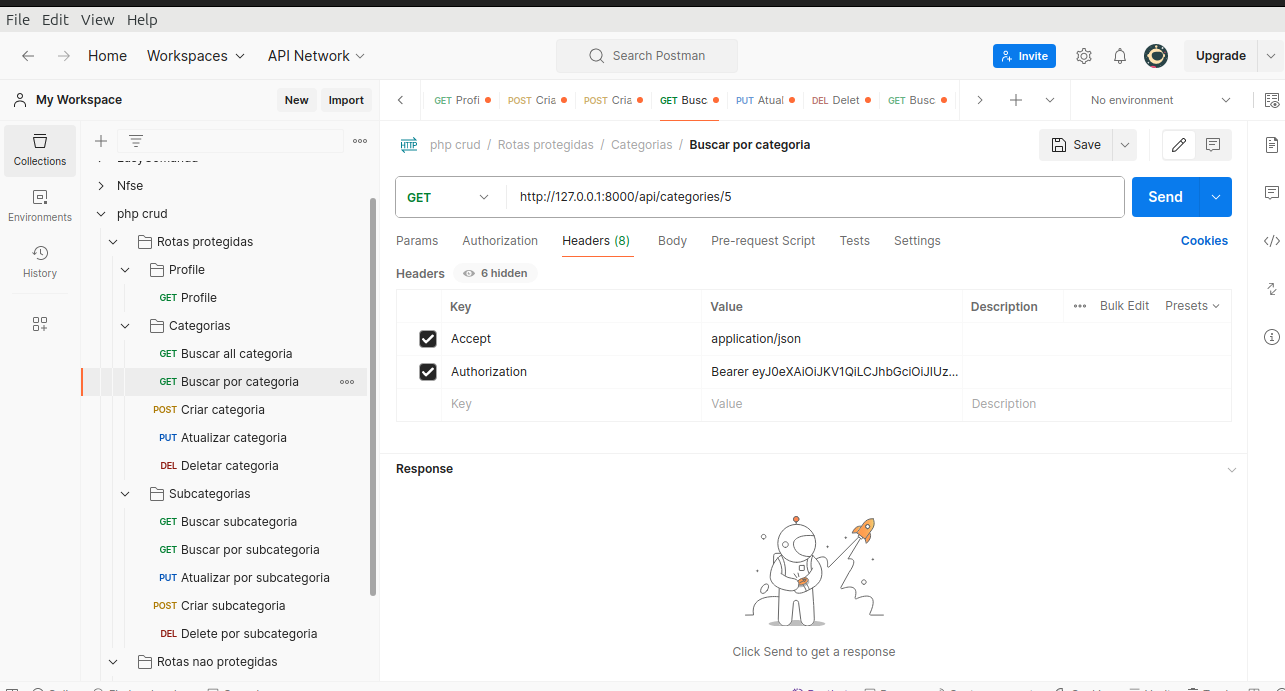 File Edit View Help
Home Workspaces API Network Search Postman Invite Upgrade
My Workspace New Import
GET Profi POST Cria POST Cria GET Busc PUT Atual DEL Delet GET Busc No environment
Collections
Environments
History
Nfse
php crud
Rotas protegidas
Profile
GET Profile
Categorias
GET Buscar all categoria
GET Buscar por categoria
POST Criar categoria
PUT Atualizar categoria
DEL Deletar categoria
Subcategorias
GET Buscar subcategoria
GET Buscar por subcategoria
PUT Atualizar por subcategoria
POST Criar subcategoria
DEL Delete por subcategoria
Rotas nao protegidas
HTTP php crud / Rotas protegidas / Categorias / Buscar por categoria Save
GET http://127.0.0.1:8000/api/categories/5 Send
Params Authorization Headers (8) Body Pre-request Script Tests Settings Cookies
Headers 6 hidden
Key Value Description Bulk Edit Presets
Accept application/json
Authorization Bearer eyJ0eXAiOiJKV1QiLCJhbGciOiJIUz...
Key Value Description
Response
Click Send to get a response